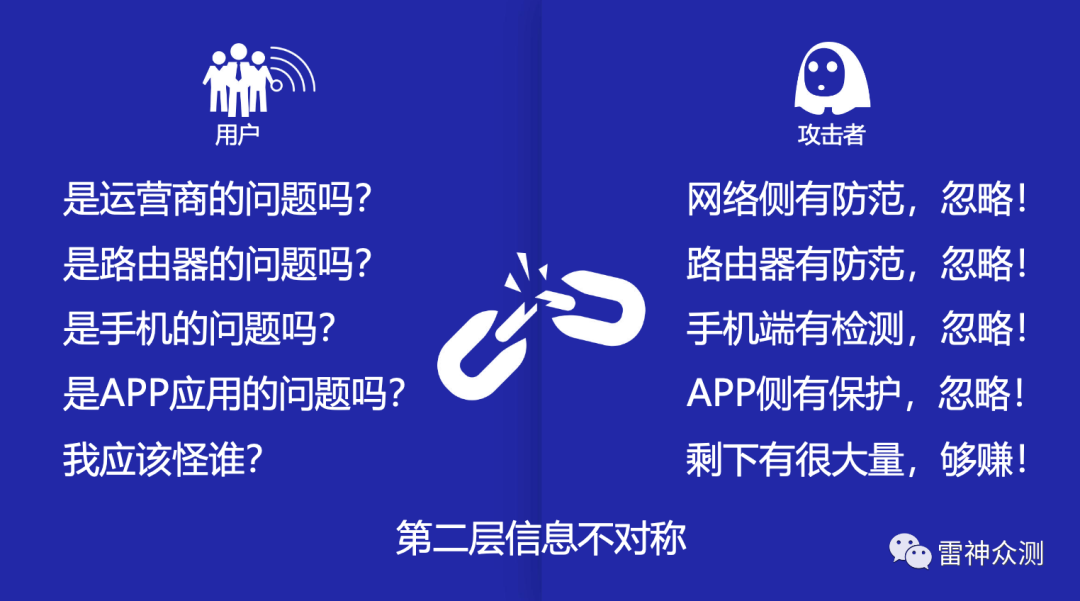 用户
是运营商的问题吗？
是路由器的问题吗？
是手机的问题吗？
是APP应用的问题吗？
我应该怪谁？
攻击者
网络侧有防范，忽略！
路由器有防范，忽略！
手机端有检测，忽略！
APP侧有保护，忽略！
剩下有很大量，够赚！
第二层信息不对称
雷神众测